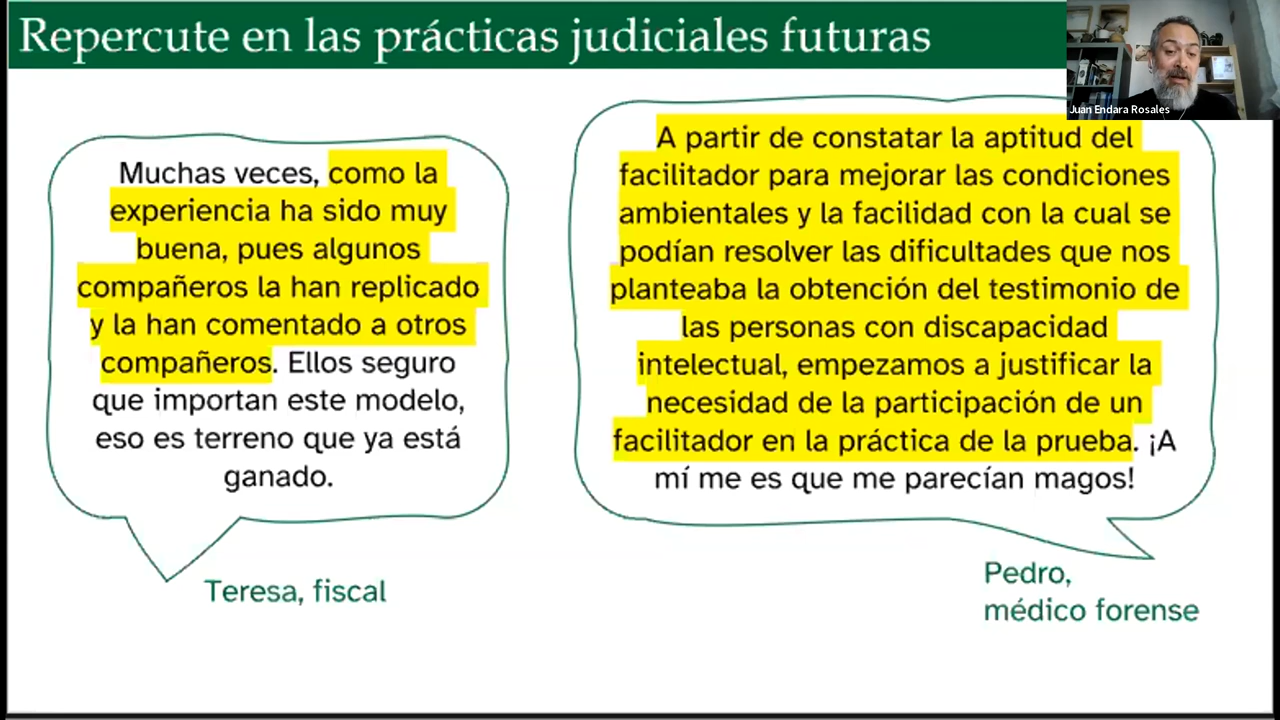 Repercute en las prácticas judiciales futuras
Juan Endara Rosales
Muchas veces, como la
experiencia ha sido muy
buena, pues algunos
compañeros la han replicado
y la han comentado a otros
compañeros. Ellos seguro
que importan este modelo,
eso es terreno que ya está
ganado.
Teresa, fiscal
A partir de constatar la aptitud del
facilitador para mejorar las condiciones
ambientales y la facilidad con la cual se
podían resolver las dificultades que nos
planteaba la obtención del testimonio de
las personas con discapacidad
intelectual, empezamos a justificar la
necesidad de la participación de un
facilitador en la práctica de la prueba. ¡A
mí me es que me parecían magos!
Pedro,
médico forense